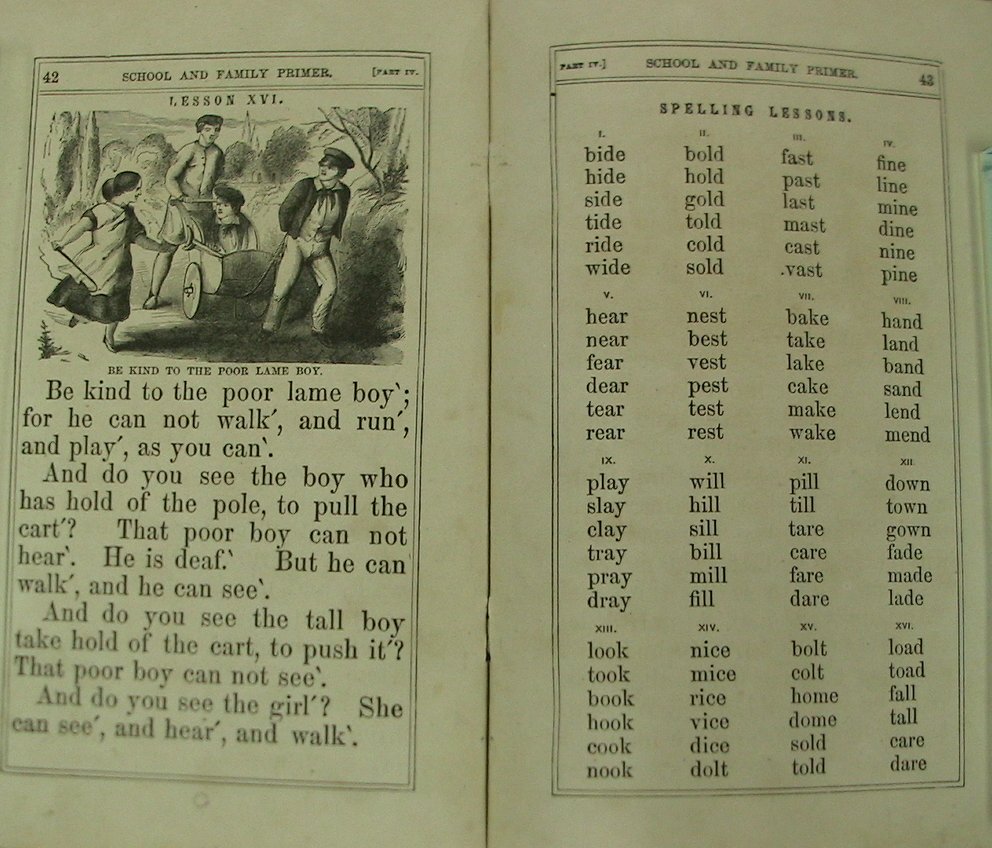 42 SCHOOL AND FAMILY PRIMER. [PART IV.
LESSON XVI.
BE KIND TO THE POOR LAME BOY.
Be kind to the poor lame boy‵;
for he can not walk′, and run′,
and play′, as you can‵.
And do you see the boy who
has hold of the pole, to pull the
cart′? That poor boy can not
hear‵. He is deaf.‵ But he can
walk′, and he can see‵.
And do you see the tall boy
take hold of the cart, to push it′?
That poor boy can not see‵.
And do you see the girl′? She
can see′, and hear′, and walk‵.
PART IV.] SCHOOL AND FAMILY PRIMER. 43
SPELLING LESSONS.
I. II. III. IV.
bide bold fast fine
hide hold past line
side gold last mine
tide told mast dine
ride cold cast nine
wide sold .vast pine
V. VI. VII. VIII.
hear nest bake hand
near best take land
fear vest lake band
dear pest cake sand
tear test make lend
rear rest wake mend
IX. X. XI. XII
play will pill down
slay hill till town
clay sill tare gown
tray bill care fade
pray mill fare made
dray fill dare lade
XIII. XIV. XV. XVI.
look nice bolt load
took mice colt toad
book rice home fall
hook vice dome tall
cook dice sold care
nook dolt told dare